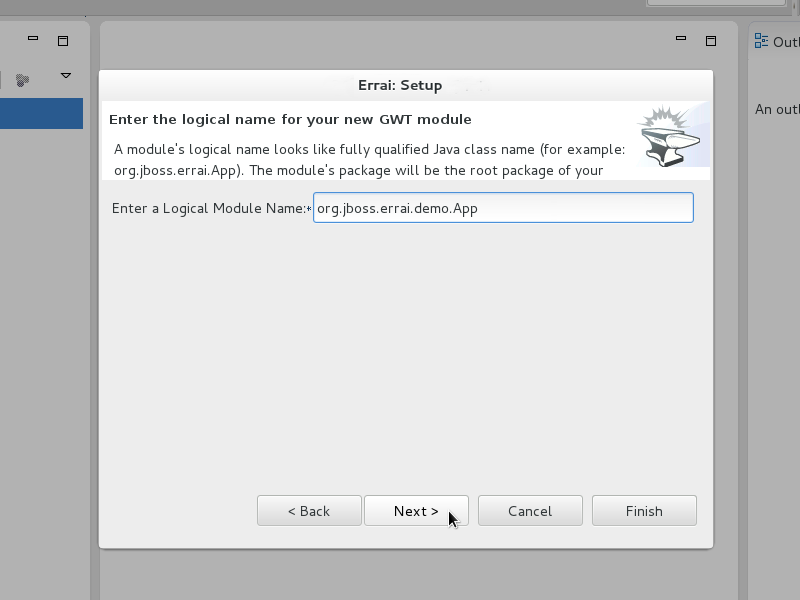 Outl
Errai: Setup
Enter the logical name for your new GWT module
A module's logical name looks like fully qualified Java class name (for example:
org.jboss.errai.App). The module's package will be the root package of your
An outl
Enter a Logical Module Name:* org.jboss.errai.demo.App
< Back Next > Cancel Finish